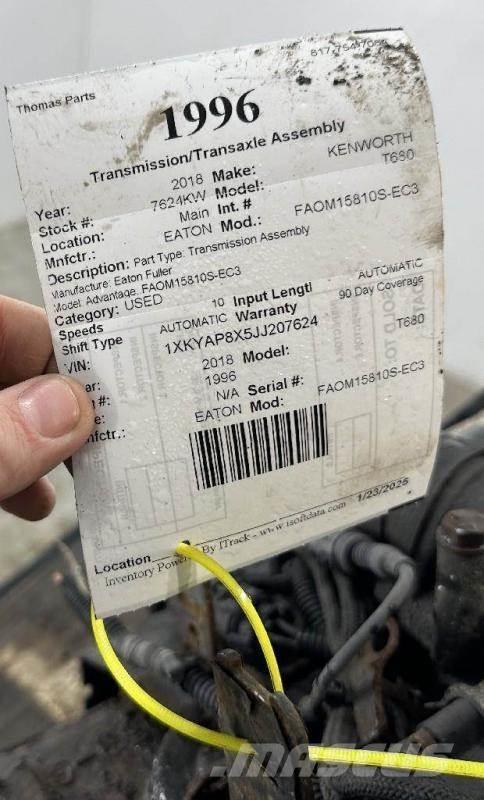 Thomas Parts
1996
Transmission/Transaxle Assembly
Year: 2018 Make: KENWORTH
Stock #: 7624KW Model: T680
Location: Main Int. #
Mnfctr.: EATON Mod.: FAOM15810S-EC3
Description: Part Type: Transmission Assembly
Manufacture: Eaton Fuller
Model: Advantage, FAOM15810S-EC3
Category: USED
Speeds 10 Input Lengtl AUTOMATIC
Shift Type AUTOMATIC Warranty 90 Day Coverage
VIN: 1XKYAP8X5JJ207624
ar: 2018 Model: T680
#: 1996
e: N/A Serial #:
nfctr.: EATON Mod: FAOM15810S-EC3
Location
Inventory Powered By ITrack - www.isoftdata.com 1/23/2025
MASCUS